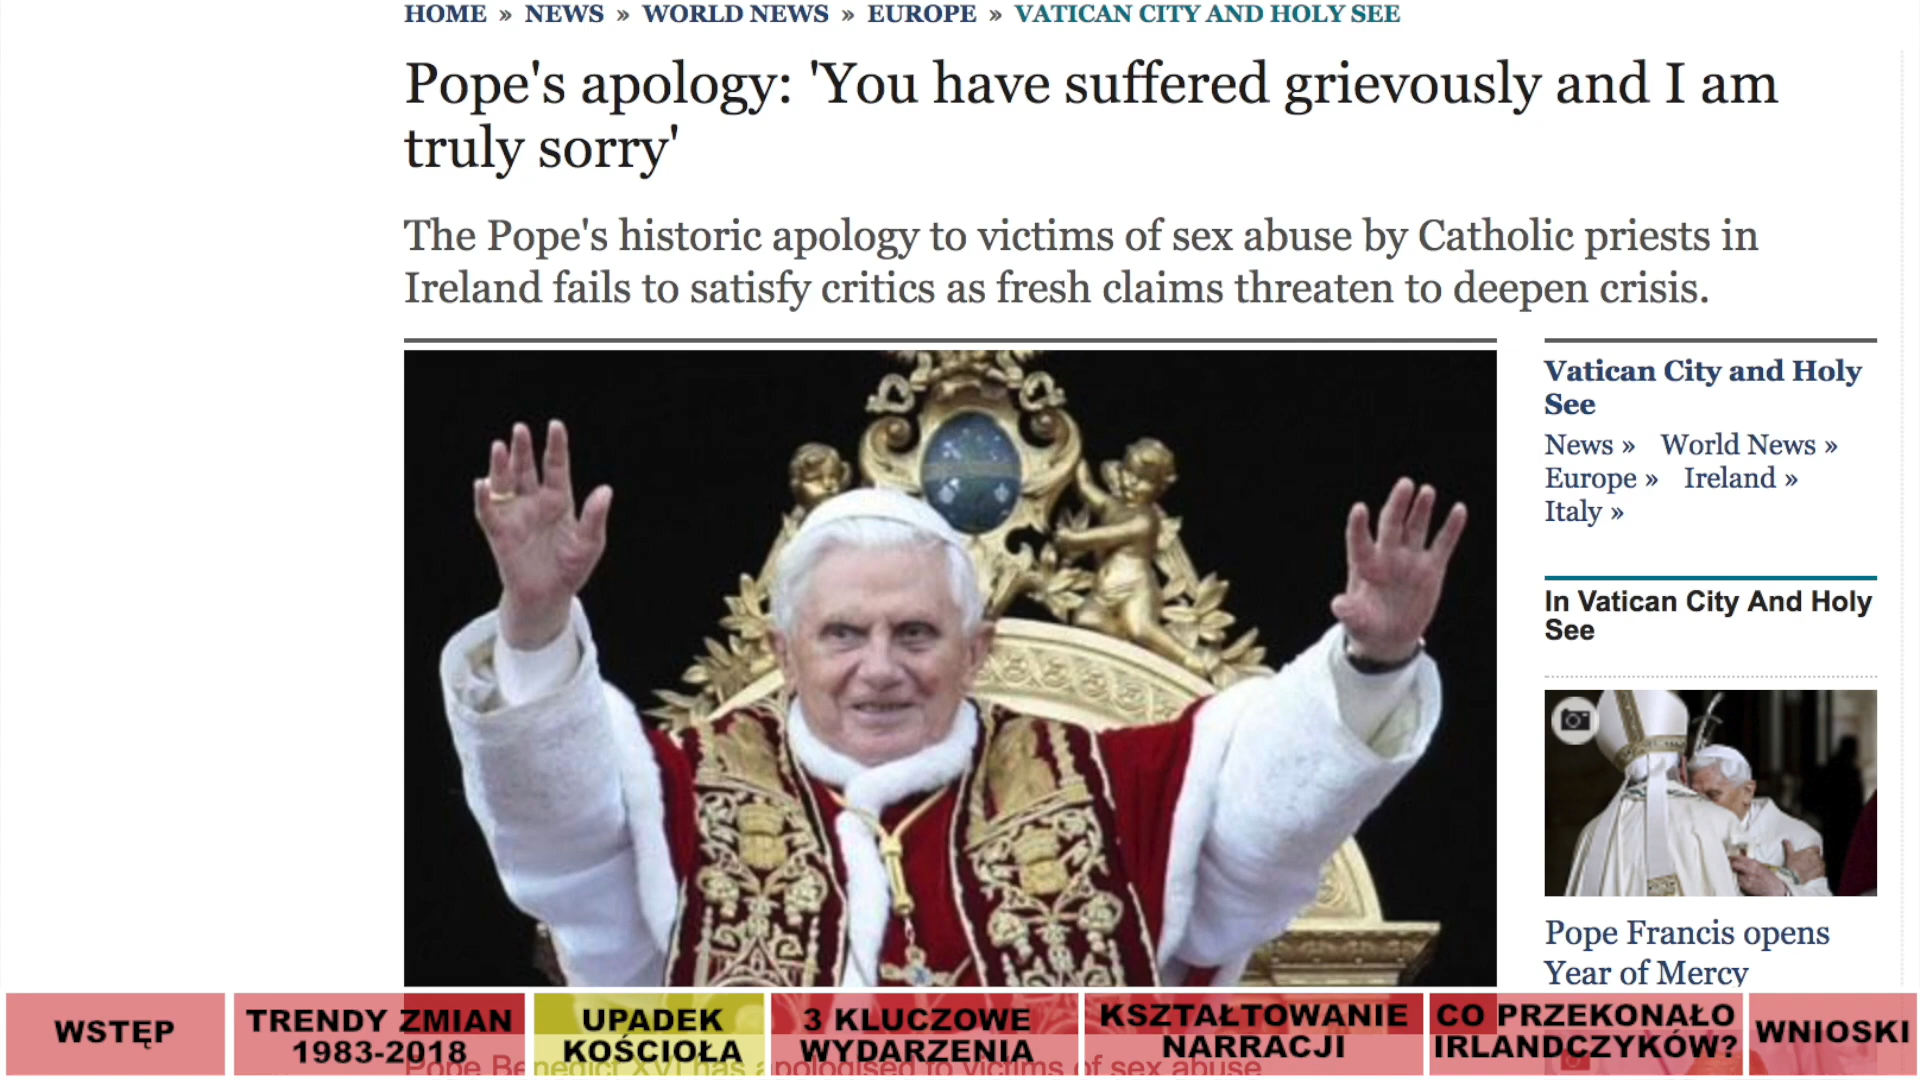 HOME » NEWS » WORLD NEWS » EUROPE » VATICAN CITY AND HOLY SEE
Pope's apology: 'You have suffered grievously and I am
truly sorry'
The Pope's historic apology to victims of sex abuse by Catholic priests in
Ireland fails to satisfy critics as fresh claims threaten to deepen crisis.
Vatican City and Holy
See
News » World News »
Europe » Ireland »
Italy »
In Vatican City And Holy
See
Pope Francis opens
Year of Mercy
Pope Benedict XVI has apologised to victims of sex abuse
WSTĘP
TRENDY ZMIAN
1983-2018
UPADEK
KOŚCIOŁA
3 KLUCZOWE
WYDARZENIA
KSZTAŁTOWANIE
NARRACJI
CO PRZEKONAŁO
IRLANDCZYKÓW?
WNIOSKI